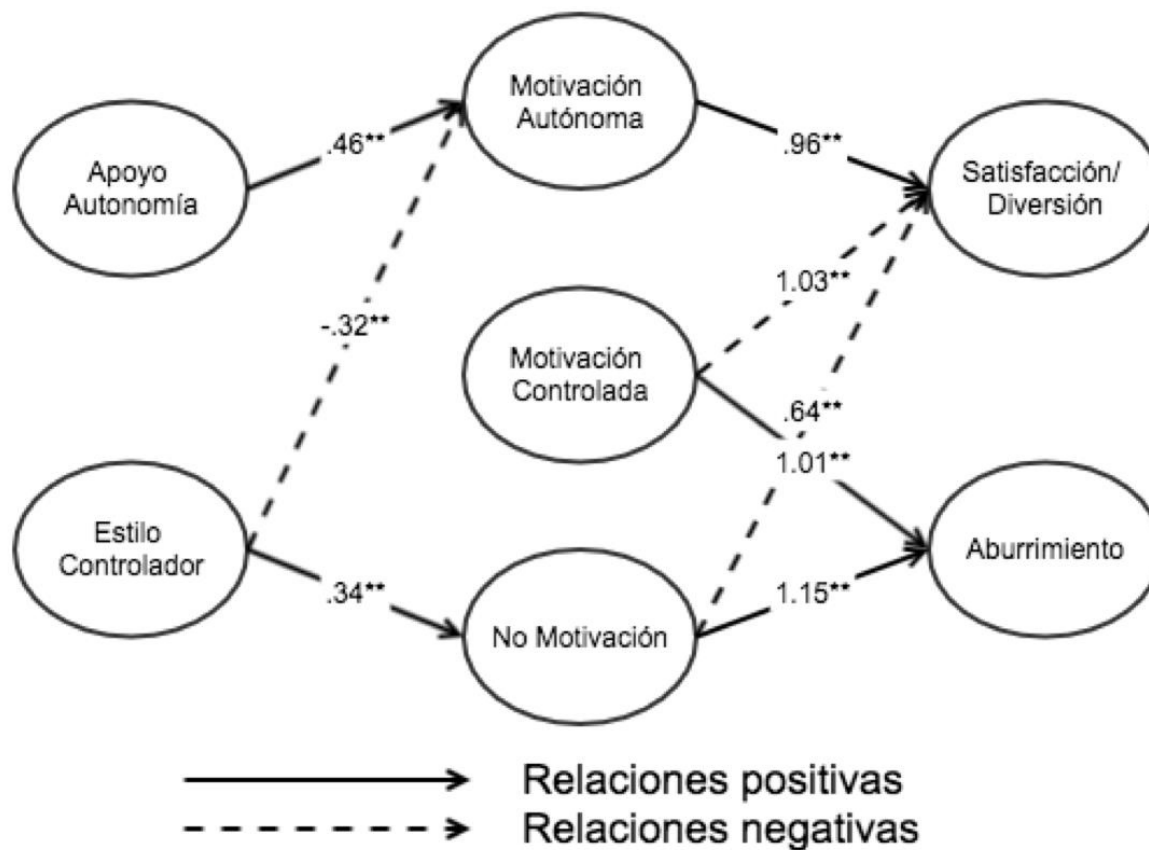 Motivación
Autónoma
.46**
.96**
Apoyo
Autonomía
Satisfacción/
Diversión
1.03**
-.32**
Motivación
Controlada
.64**
1.01**
Estilo
Controlador
Aburrimiento
.34**
1.15**
No Motivación
Relaciones positivas
Relaciones negativas